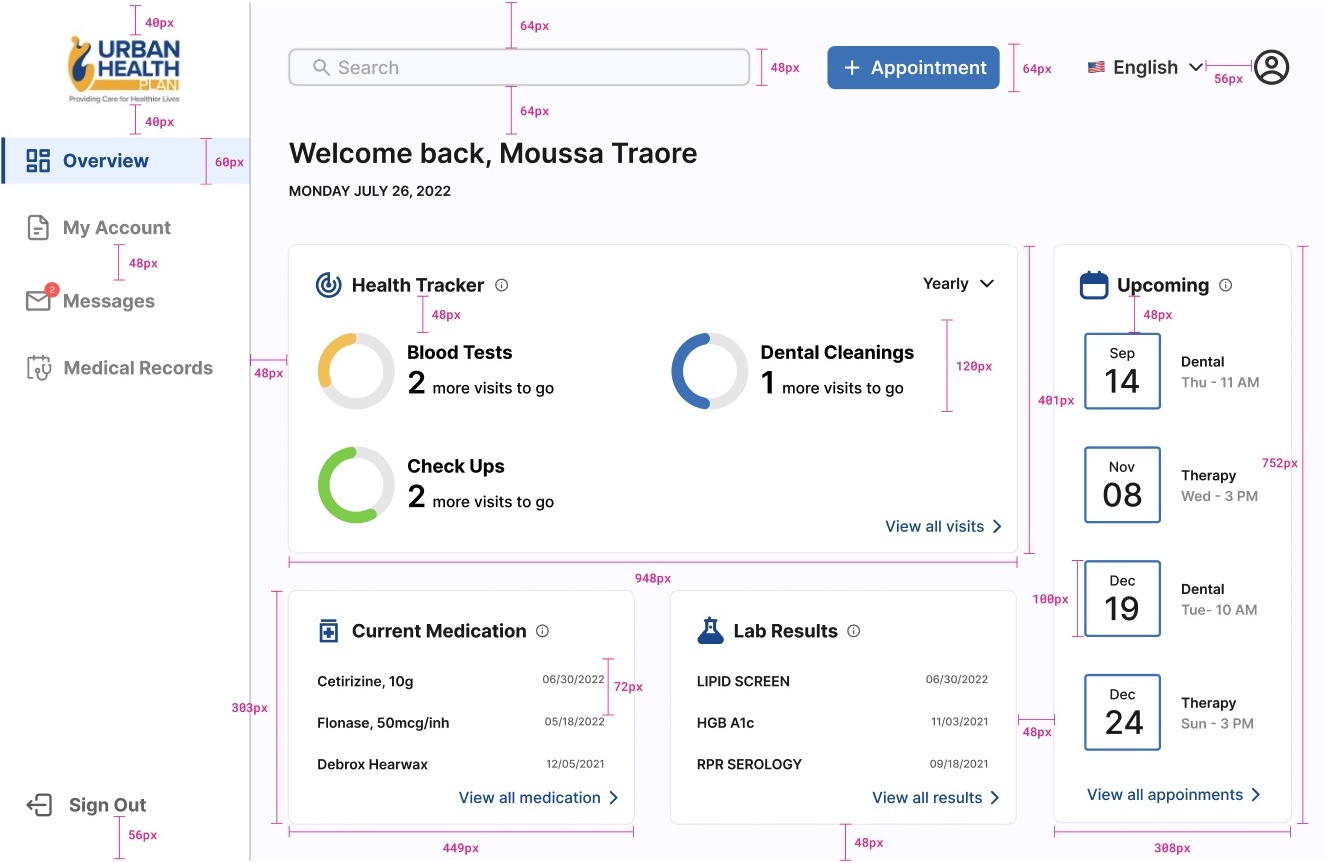 40px
URBAN
HEALTH
PLAN
Providing Care for Healthier Lives
40px
Overview
60px
My Account
48px
2
Messages
Medical Records
Sign Out
56px
64px
Search
48px
64px
+ Appointment
64px
English
56px
Welcome back, Moussa Traore
MONDAY JULY 26, 2022
48px
Health Tracker
Yearly
48px
Blood Tests
2 more visits to go
Dental Cleanings
1 more visits to go
120px
Check Ups
2 more visits to go
View all visits
401px
948px
Current Medication
Cetirizine, 10g 06/30/2022
72px
Flonase, 50mcg/inh 05/18/2022
Debrox Hearwax 12/05/2021
View all medication
303px
449px
Lab Results
LIPID SCREEN 06/30/2022
HGB A1c 11/03/2021
RPR SEROLOGY 09/18/2021
View all results
48px
48px
Upcoming
48px
Sep
14
Dental
Thu - 11 AM
Nov
08
Therapy
Wed - 3 PM
752px
Dec
19
Dental
Tue- 10 AM
100px
Dec
24
Therapy
Sun - 3 PM
View all appoinments
308px